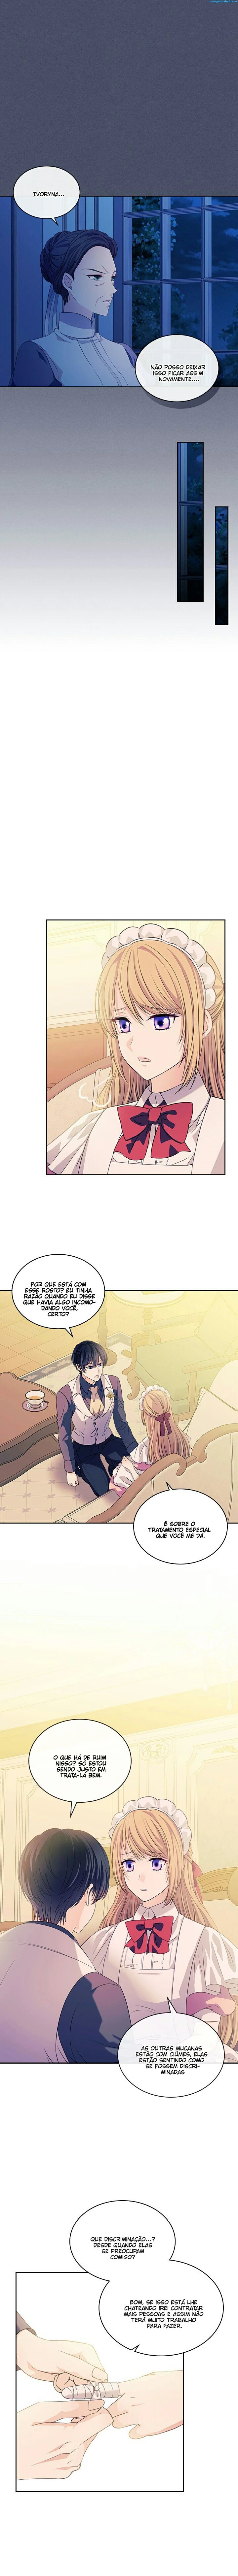 IVORYNA...
NÃO POSSO DEIXAR
ISSO FICAR ASSIM
NOVAMENTE....
POR QUE ESTÁ COM
ESSE ROSTO? EU TINHA
RAZÃO QUANDO EU DISSE
QUE HAVIA ALGO INCOMO-
DANDO VOCÊ,
CERTO?
É SOBRE O
TRATAMENTO ESPECIAL
QUE VOCÊ ME DÁ.
O QUE HÁ DE RUIM
NISSO? SÓ ESTOU
SENDO JUSTO EM
TRATA-LÁ BEM.
AS OUTRAS MUCANAS
ESTÃO COM CIÚMES, ELAS
ESTÃO SENTINDO COMO
SE FOSSEM DISCRI-
MINADAS
QUE DISCRIMINAÇÃO...?
DESDE QUANDO ELAS
SE PREOCUPAM
COMIGO?
BOM, SE ISSO ESTÁ LHE
CHATEANDO IREI CONTRATAR
MAIS PESSOAS E ASSIM NÃO
TERÁ MUITO TRABALHO
PARA FAZER.